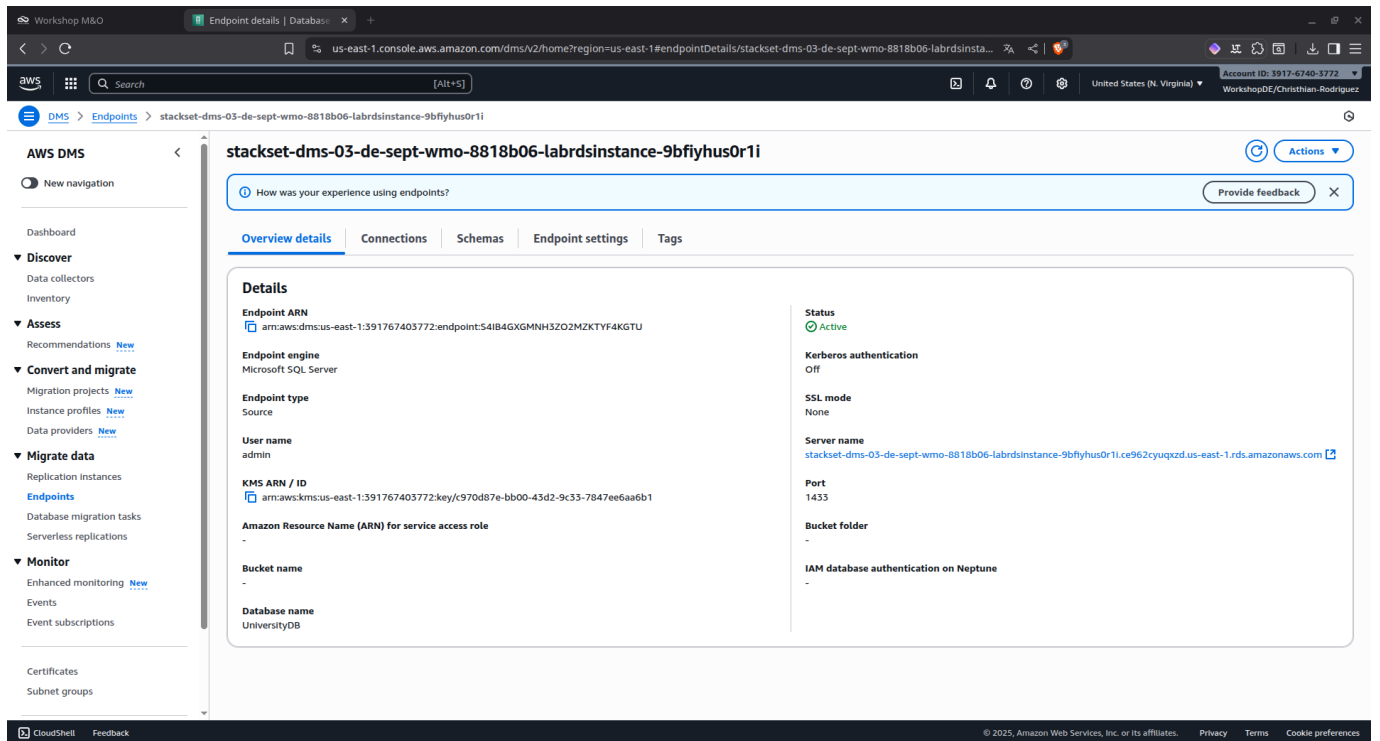 Workshop M&O
Endpoint details | Database
us-east-1.console.aws.amazon.com/dms/v2/home?region=us-east-1#endpointDetails/stackset-dms-03-de-sept-wmo-8818b06-labrdsinsta...
aws
Search
[Alt+S]
United States (N. Virginia)
Account ID: 3917-6740-3772
WorkshopDE/Christhian-Rodriguez
DMS > Endpoints > stackset-dms-03-de-sept-wmo-8818b06-labrdsinstance-9bfiyhus0r1i
AWS DMS
New navigation
Dashboard
Discover
Data collectors
Inventory
Assess
Recommendations New
Convert and migrate
Migration projects New
Instance profiles New
Data providers New
Migrate data
Replication instances
Endpoints
Database migration tasks
Serverless replications
Monitor
Enhanced monitoring New
Events
Event subscriptions
Certificates
Subnet groups
stackset-dms-03-de-sept-wmo-8818b06-labrdsinstance-9bfiyhus0r1i
Actions
How was your experience using endpoints?
Provide feedback
Overview details
Connections
Schemas
Endpoint settings
Tags
Details
Endpoint ARN
arn:aws:dms:us-east-1:391767403772:endpoint:S4IB4GXGMNH3ZO2MZKTYF4KGTU
Endpoint engine
Microsoft SQL Server
Endpoint type
Source
User name
admin
KMS ARN / ID
arn:aws:kms:us-east-1:391767403772:key/c970d87e-bb00-43d2-9c33-7847ee6aa6b1
Amazon Resource Name (ARN) for service access role
-
Bucket name
-
Database name
UniversityDB
Status
Active
Kerberos authentication
Off
SSL mode
None
Server name
stackset-dms-03-de-sept-wmo-8818b06-labrdsinstance-9bfiyhus0r1i.ce962cyuqxzd.us-east-1.rds.amazonaws.com
Port
1433
Bucket folder
-
IAM database authentication on Neptune
-
CloudShell
Feedback
© 2025, Amazon Web Services, Inc. or its affiliates.
Privacy
Terms
Cookie preferences